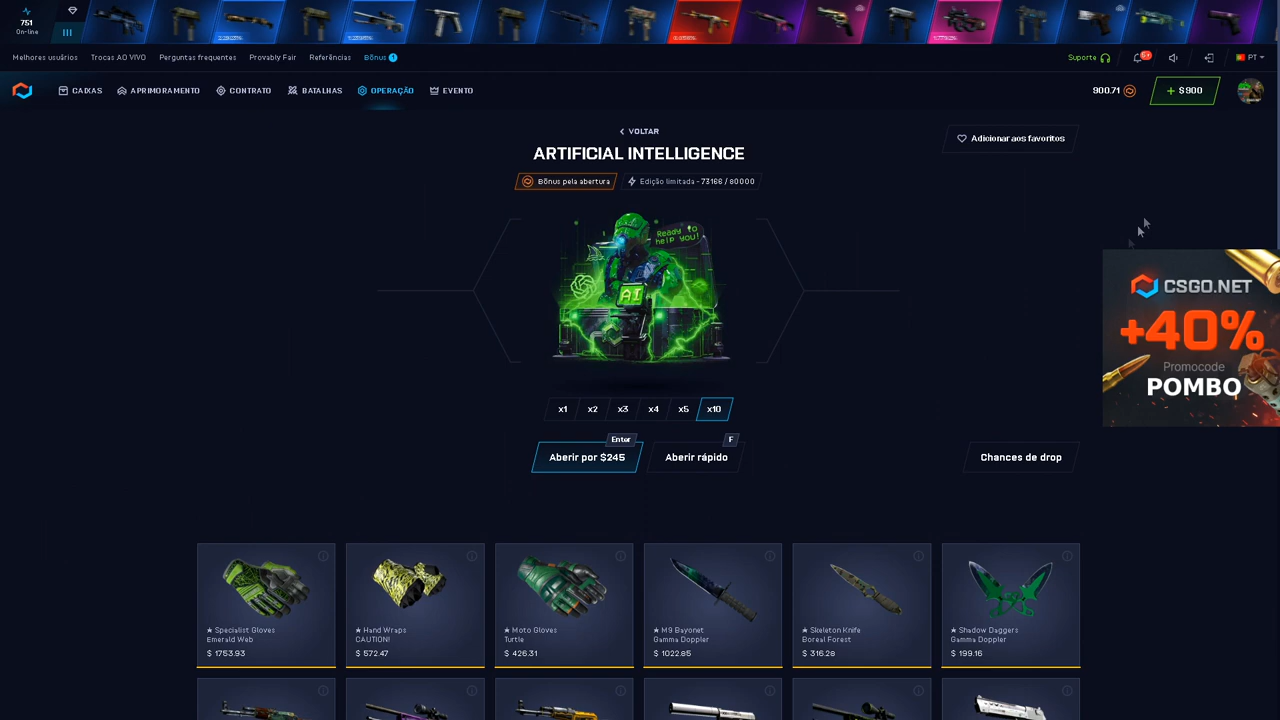 751
On-line
Melhores usuários
Trocas AO VIVO
Perguntas frequentes
Provably Fair
Referências
Bônus
Suporte
PT
CAIXAS
APRIMORAMENTO
CONTRATO
BATALHAS
OPERAÇÃO
EVENTO
900.71
+ $ 900
VOLTAR
ARTIFICIAL INTELLIGENCE
Adicionar aos favoritos
Bônus pela abertura
Edição limitada - 73166 / 80000
Ready to
help you!
AI
CSGO.NET
+40%
Promocode
POMBO
x1
x2
x3
x4
x5
x10
Enter
F
Aberir por $245
Aberir rápido
Chances de drop
★ Specialist Gloves
Emerald Web
$ 1753.93
★ Hand Wraps
CAUTION!
$ 572.47
★ Moto Gloves
Turtle
$ 426.31
★ M9 Bayonet
Gamma Doppler
$ 1022.85
★ Skeleton Knife
Boreal Forest
$ 316.28
★ Shadow Daggers
Gamma Doppler
$ 199.16